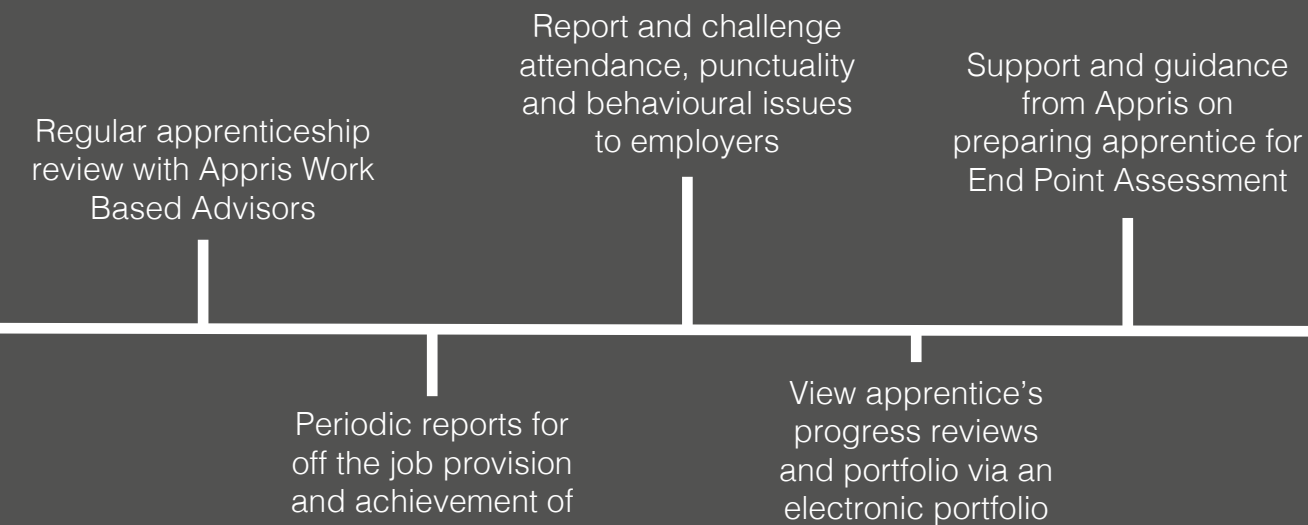 Regular apprenticeship
review with Appris Work
Based Advisors
Periodic reports for
off the job provision
and achievement of
Report and challenge
attendance, punctuality
and behavioural issues
to employers
View apprentice's
progress reviews
and portfolio via an
electronic portfolio
Support and guidance
from Appris on
preparing apprentice for
End Point Assessment